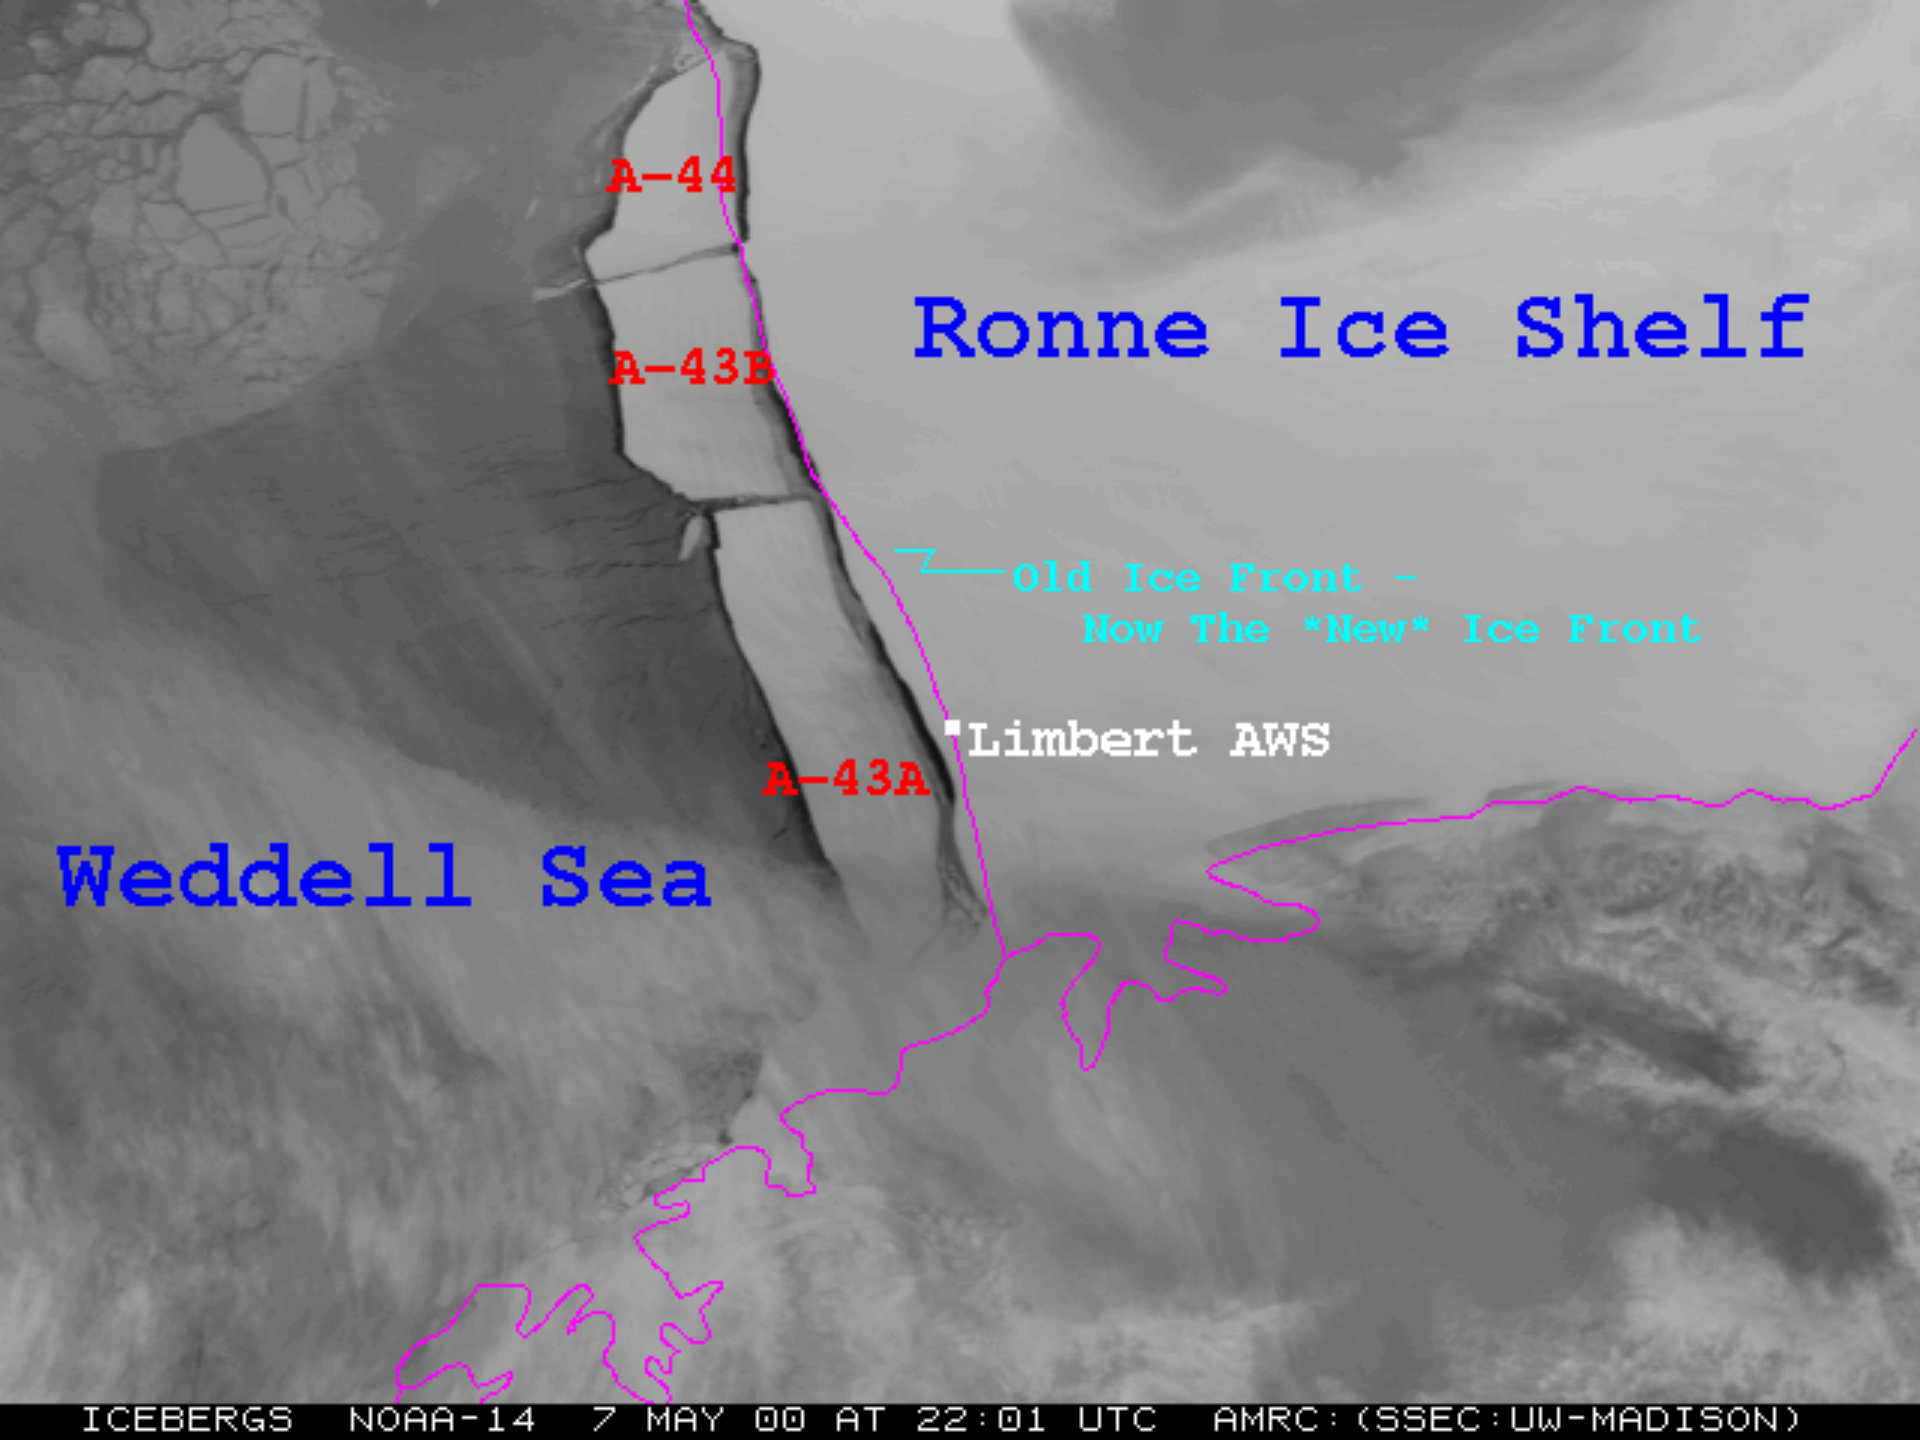 A-44
Ronne Ice Shelf
A-43B
Old Ice Front -
Now The *New* Ice Front
Limbert AWS
A-43A
Weddell Sea
ICEBERGS NOAA-14 7 MAY 00 AT 22:01 UTC AMRC:(SSEC:UW-MADISON)